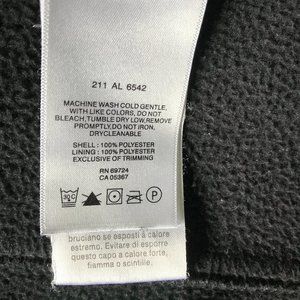 211 AL 6542
MACHINE WASH COLD GENTLE,
WITH LIKE COLORS, DO NOT
BLEACH, TUMBLE DRY LOW, REMOVE
PROMPTLY, DO NOT IRON.
DRYCLEANABLE
SHELL : 100% POLYESTER
LINING : 100% POLYESTER
EXCLUSIVE OF TRIMMING
RN 69724
CA 05367
30C P
bruciano se esposti a calore
estremo. Evitare di esporre
questo capo a calore forte,
fiamma o scintille.